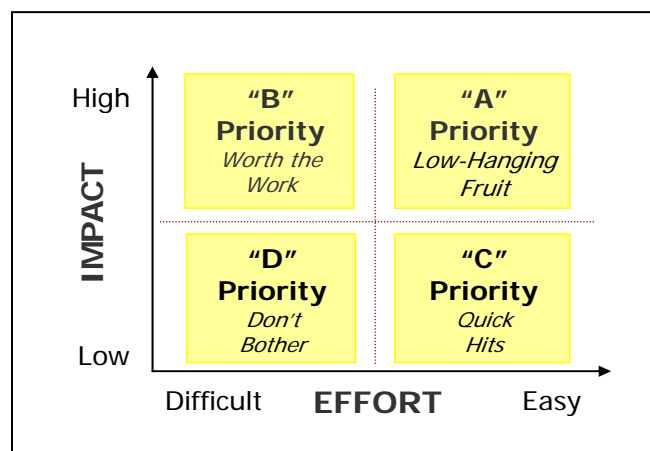 High
IMPACT
Low
“B”
Priority
Worth the
Work
“A”
Priority
Low-Hanging
Fruit
“D”
Priority
Don’t
Bother
“C”
Priority
Quick
Hits
Difficult
EFFORT
Easy